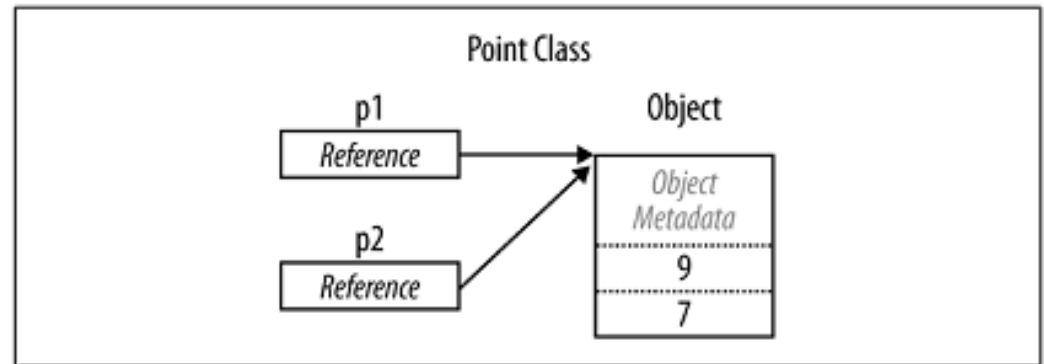 Point Class
p1
Object
Reference
Object
Metadata
p2
9
Reference
7